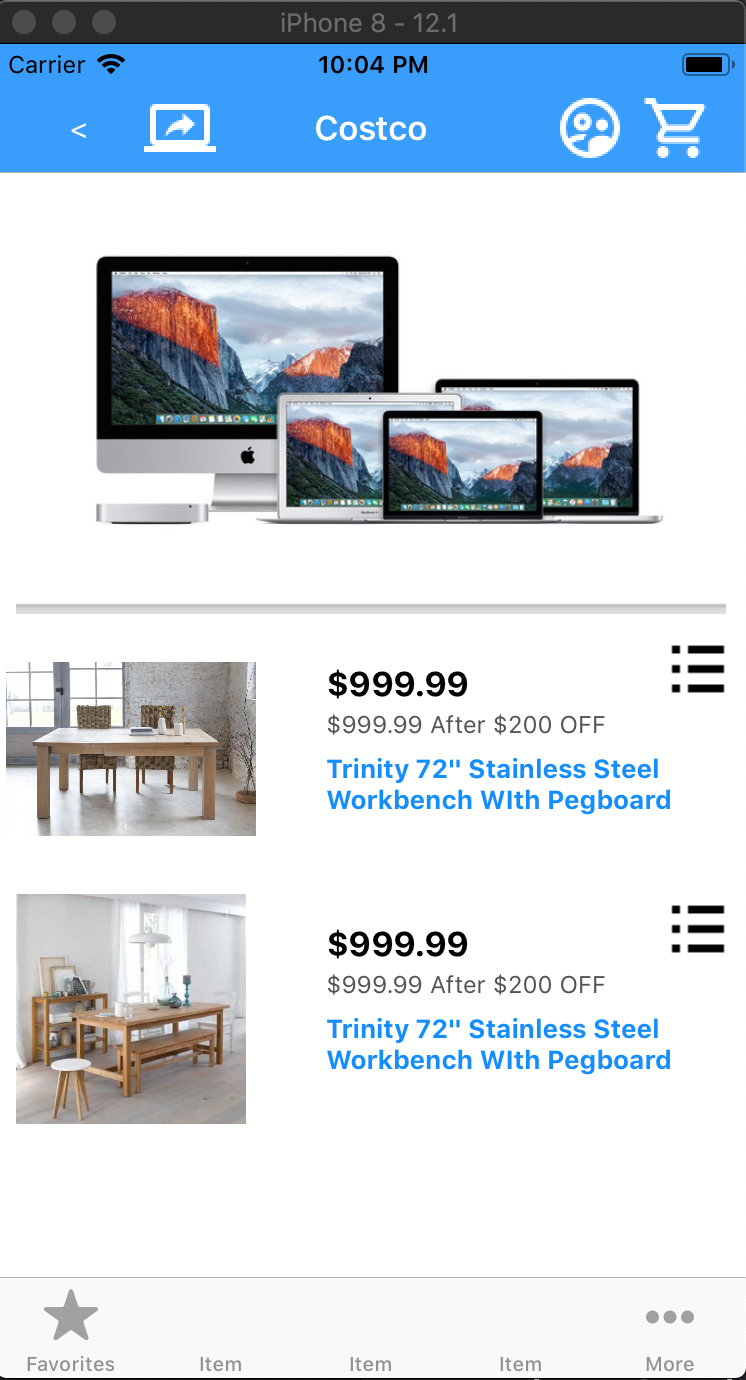 iPhone 8 - 12.1
Carrier 10:04 PM
< Costco
$999.99
$999.99 After $200 OFF
Trinity 72" Stainless Steel
Workbench WIth Pegboard
$999.99
$999.99 After $200 OFF
Trinity 72" Stainless Steel
Workbench WIth Pegboard
Favorites Item Item Item More